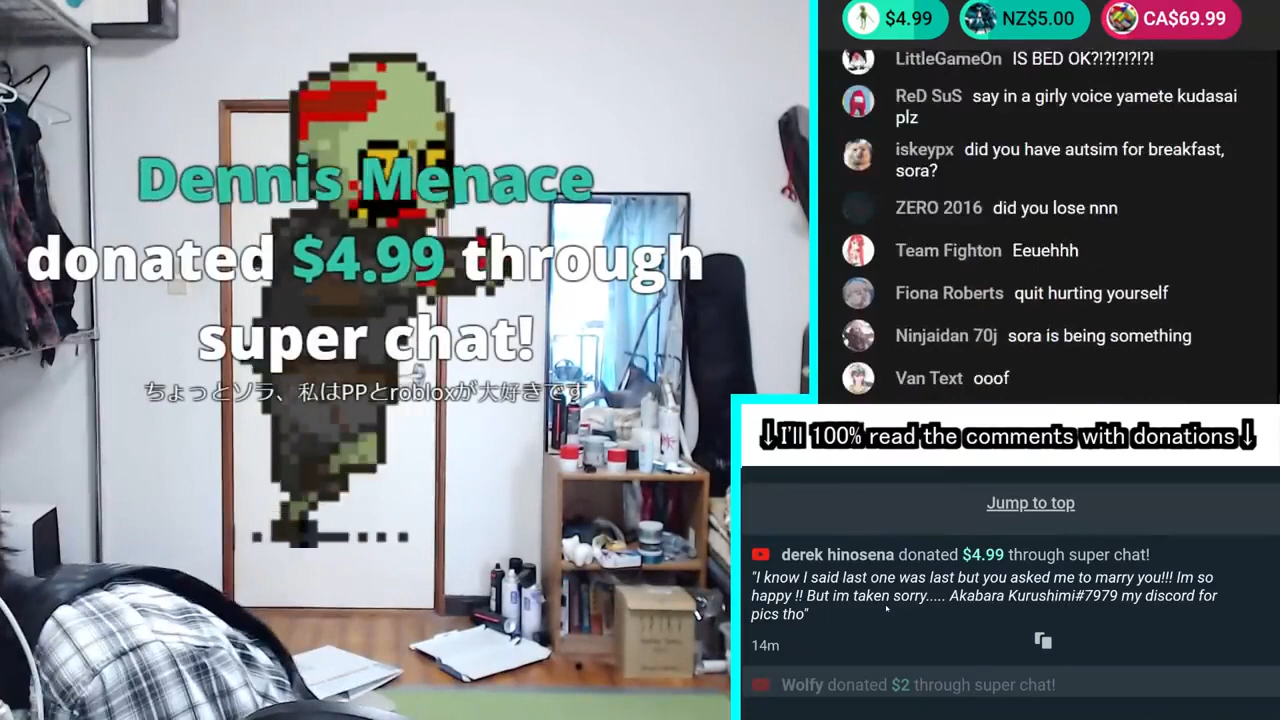 Dennis Menace
donated $4.99 through
super chat!
ちょっとソラ、私はPPとrobloxが大好きです
$4.99
NZ$5.00
CA$69.99
LittleGameOn IS BED OK?!?!?!?!?!
ReD SuS say in a girly voice yamete kudasai
plz
iskeypx did you have autsim for breakfast,
sora?
ZERO 2016 did you lose nnn
Team Fighton Eeuehhh
Fiona Roberts quit hurting yourself
Ninjaidan 70j sora is being something
Van Text ooof
↓I'll 100% read the comments with donations↓
Jump to top
derek hinosena donated $4.99 through super chat!
"I know I said last one was last but you asked me to marry you!!! Im so
happy !! But im taken sorry..... Akabara Kurushimi#7979 my discord for
pics tho"
14m
Wolfy donated $2 through super chat!